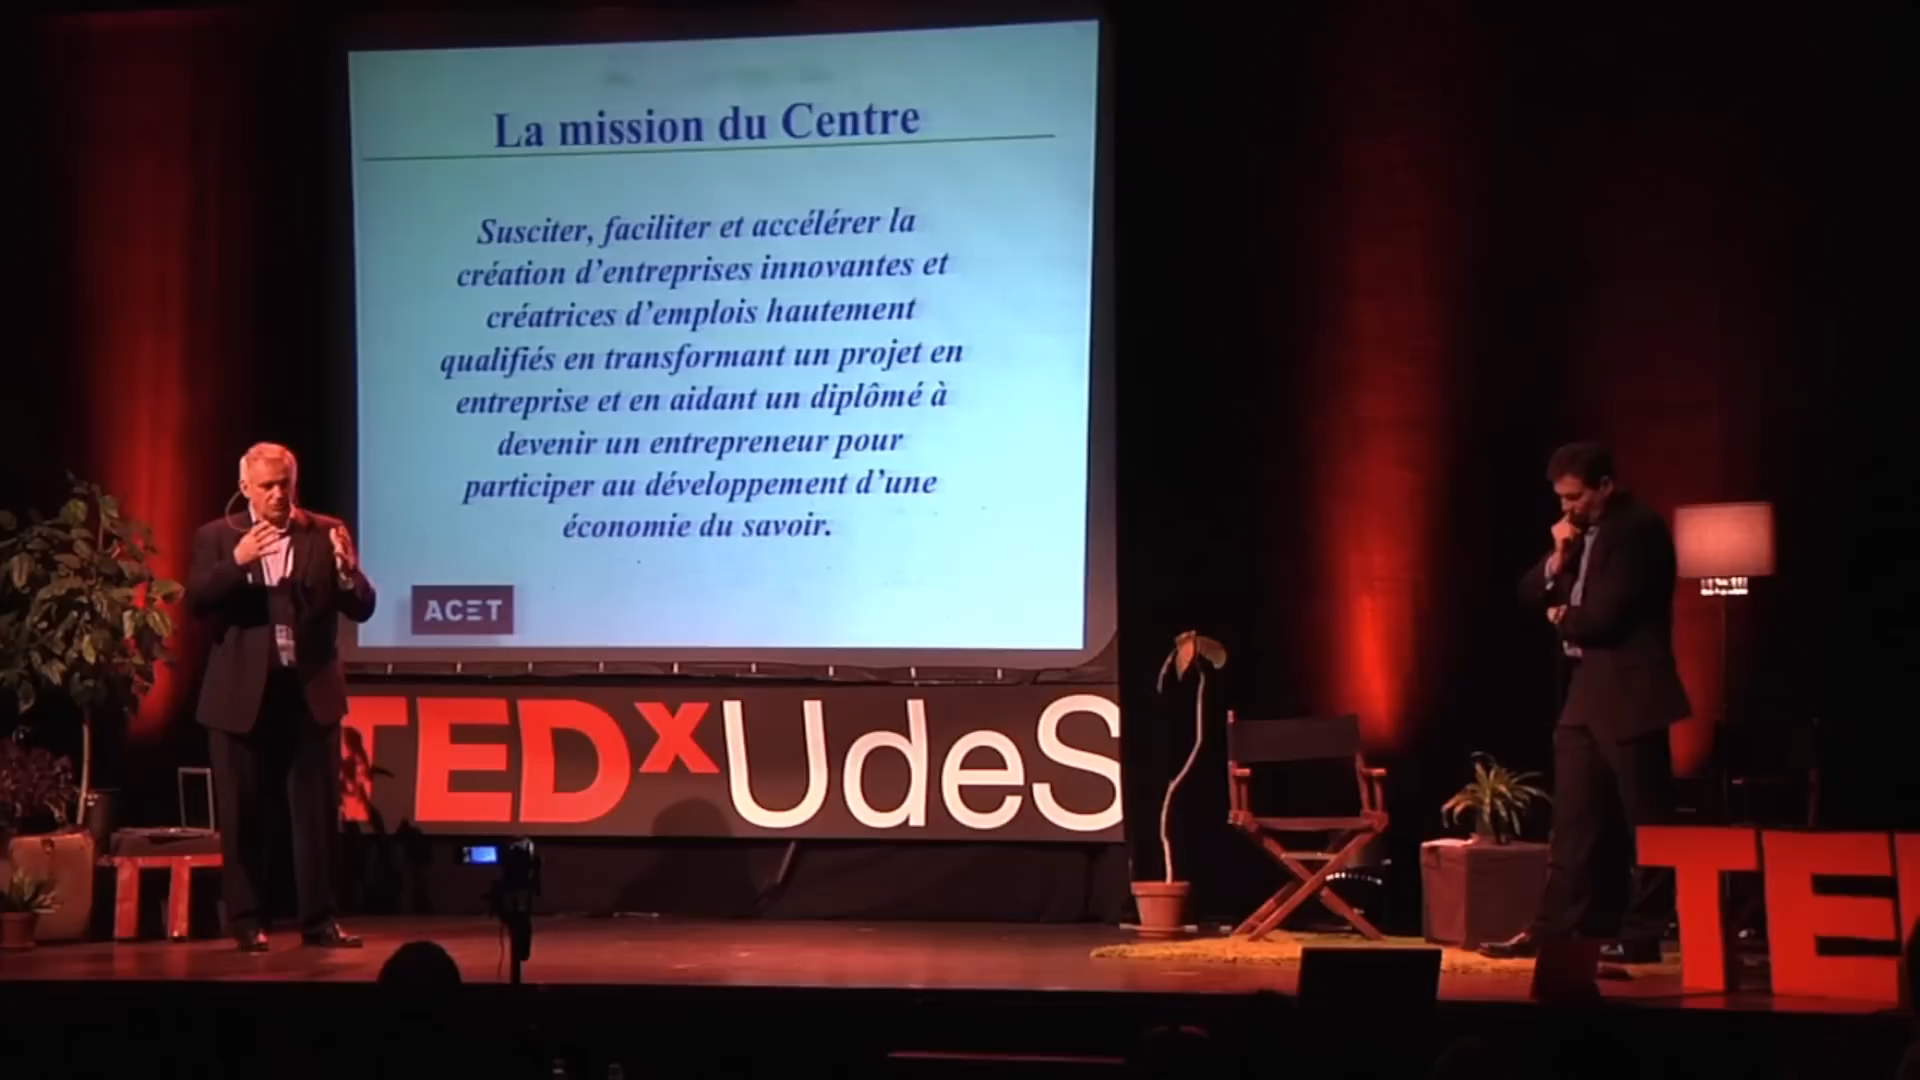 La mission du Centre
Susciter, faciliter et accélérer la
création d'entreprises innovantes et
créatrices d'emplois hautement
qualifiés en transformant un projet en
entreprise et en aidant un diplômé à
devenir un entrepreneur pour
participer au développement d'une
économie du savoir.
ACET
TEDxUdeS
TE